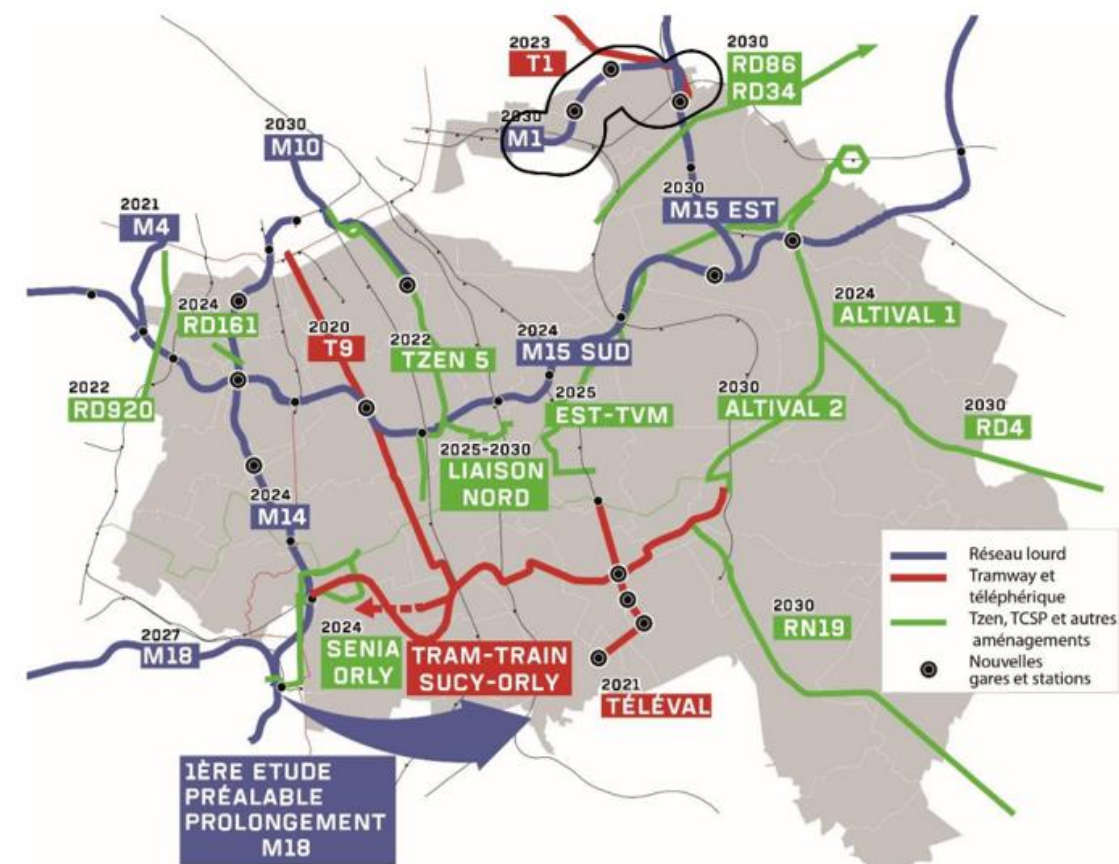 2023
T1
2030
RD86
RD34
2030
M1
2030
M10
2021
M4
2030
M15 EST
2024
RD161
2020
T9
2022
TZEN 5
2024
M15 SUD
2024
ALTIVAL 1
2022
RD920
2025
EST-TVM
2030
ALTIVAL 2
2030
RD4
2025-2030
LIAISON
NORD
2024
M14
Réseau lourd
Tramway et
téléphérique
Tzen, TCSP et autres
aménagements
Nouvelles
gares et stations
2027
M18
2024
SENIA
ORLY
TRAM-TRAIN
SUCY-ORLY
2030
RN19
2021
TÉLÉVAL
1ÈRE ETUDE
PRÉALABLE
PROLONGEMENT
M18